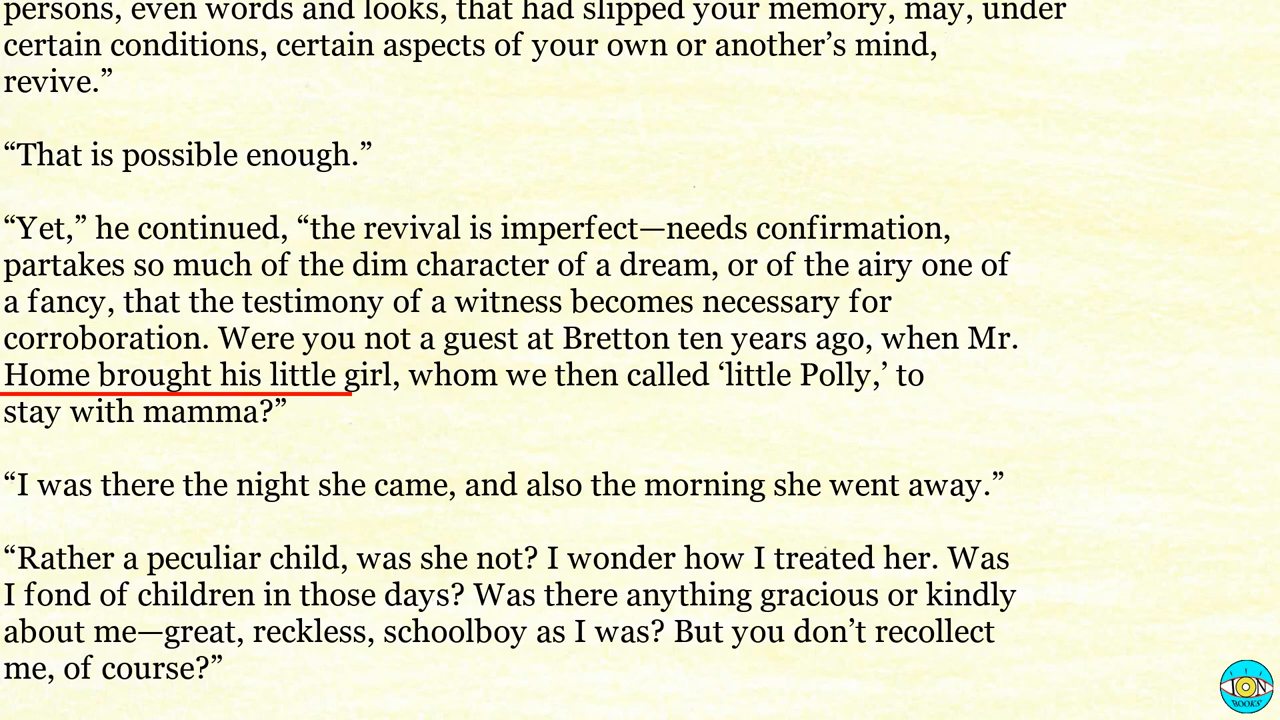 persons, even words and looks, that had slipped your memory, may, under
certain conditions, certain aspects of your own or another’s mind,
revive.”
“That is possible enough.”
“Yet,” he continued, “the revival is imperfect—needs confirmation,
partakes so much of the dim character of a dream, or of the airy one of
a fancy, that the testimony of a witness becomes necessary for
corroboration. Were you not a guest at Bretton ten years ago, when Mr.
Home brought his little girl, whom we then called ‘little Polly,’ to
stay with mamma?”
“I was there the night she came, and also the morning she went away.”
“Rather a peculiar child, was she not? I wonder how I treated her. Was
I fond of children in those days? Was there anything gracious or kindly
about me—great, reckless, schoolboy as I was? But you don’t recollect
me, of course?”
ION
BOOKS